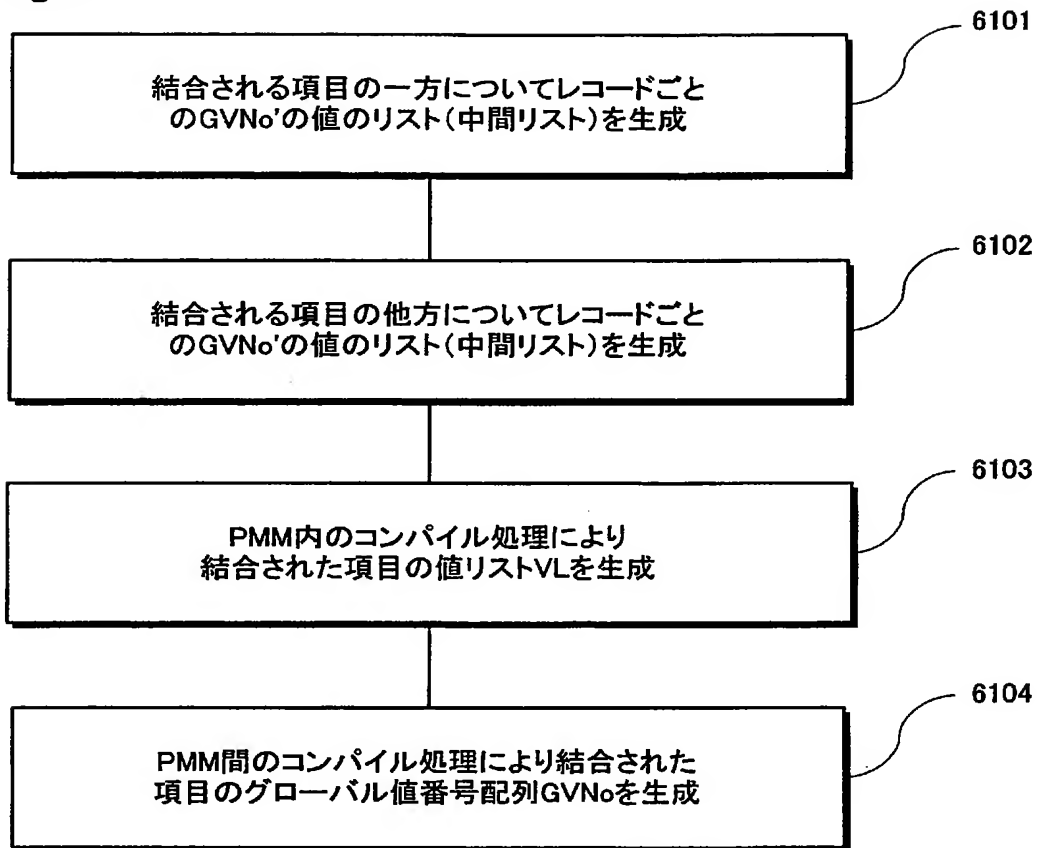 6101
結合される項目の一方についてレコードごと
のGVNo'の値のリスト(中間リスト)を生成
6102
結合される項目の他方についてレコードごと
のGVNo'の値のリスト(中間リスト)を生成
6103
PMM内のコンパイル処理により
結合された項目の値リストVLを生成
6104
PMM間のコンパイル処理により結合された
項目のグローバル値番号配列GVNoを生成